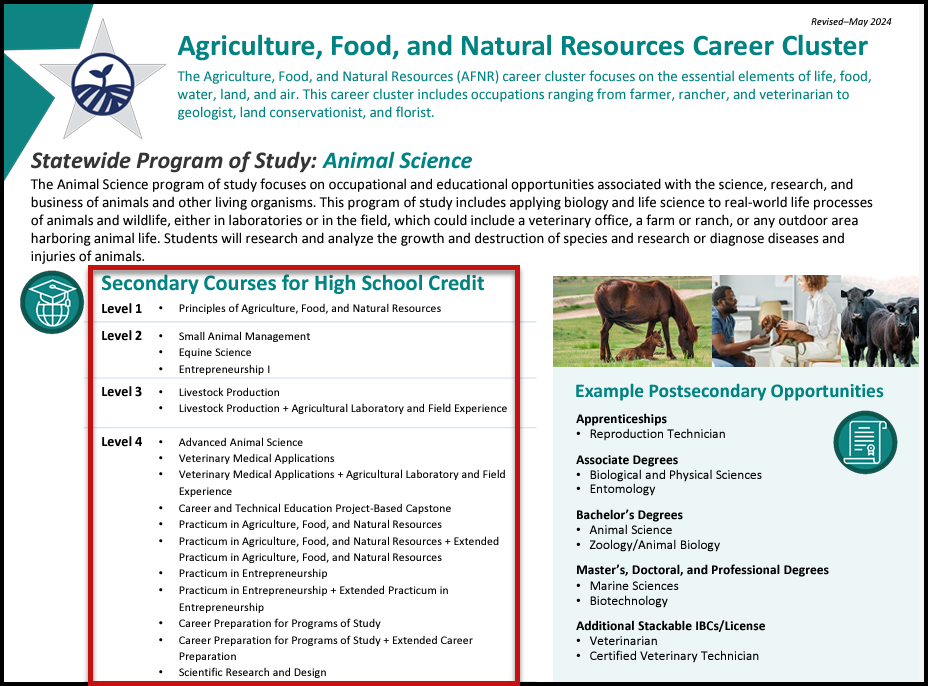 Revised–May 2024
Agriculture, Food, and Natural Resources Career Cluster
The Agriculture, Food, and Natural Resources (AFNR) career cluster focuses on the essential elements of life, food,
water, land, and air. This career cluster includes occupations ranging from farmer, rancher, and veterinarian to
geologist, land conservationist, and florist.
Statewide Program of Study: Animal Science
The Animal Science program of study focuses on occupational and educational opportunities associated with the science, research, and
business of animals and other living organisms. This program of study includes applying biology and life science to real-world life processes
of animals and wildlife, either in laboratories or in the field, which could include a veterinary office, a farm or ranch, or any outdoor area
harboring animal life. Students will research and analyze the growth and destruction of species and research or diagnose diseases and
injuries of animals.
Secondary Courses for High School Credit
Level 1 • Principles of Agriculture, Food, and Natural Resources
Level 2 • Small Animal Management
• Equine Science
• Entrepreneurship I
Level 3 • Livestock Production
• Livestock Production + Agricultural Laboratory and Field Experience
Level 4 • Advanced Animal Science
• Veterinary Medical Applications
• Veterinary Medical Applications + Agricultural Laboratory and Field
Experience
• Career and Technical Education Project-Based Capstone
• Practicum in Agriculture, Food, and Natural Resources
• Practicum in Agriculture, Food, and Natural Resources + Extended
Practicum in Agriculture, Food, and Natural Resources
• Practicum in Entrepreneurship
• Practicum in Entrepreneurship + Extended Practicum in
Entrepreneurship
• Career Preparation for Programs of Study
• Career Preparation for Programs of Study + Extended Career
Preparation
• Scientific Research and Design
Example Postsecondary Opportunities
Apprenticeships
• Reproduction Technician
Associate Degrees
• Biological and Physical Sciences
• Entomology
Bachelor's Degrees
• Animal Science
• Zoology/Animal Biology
Master's, Doctoral, and Professional Degrees
• Marine Sciences
• Biotechnology
Additional Stackable IBCs/License
• Veterinarian
• Certified Veterinary Technician